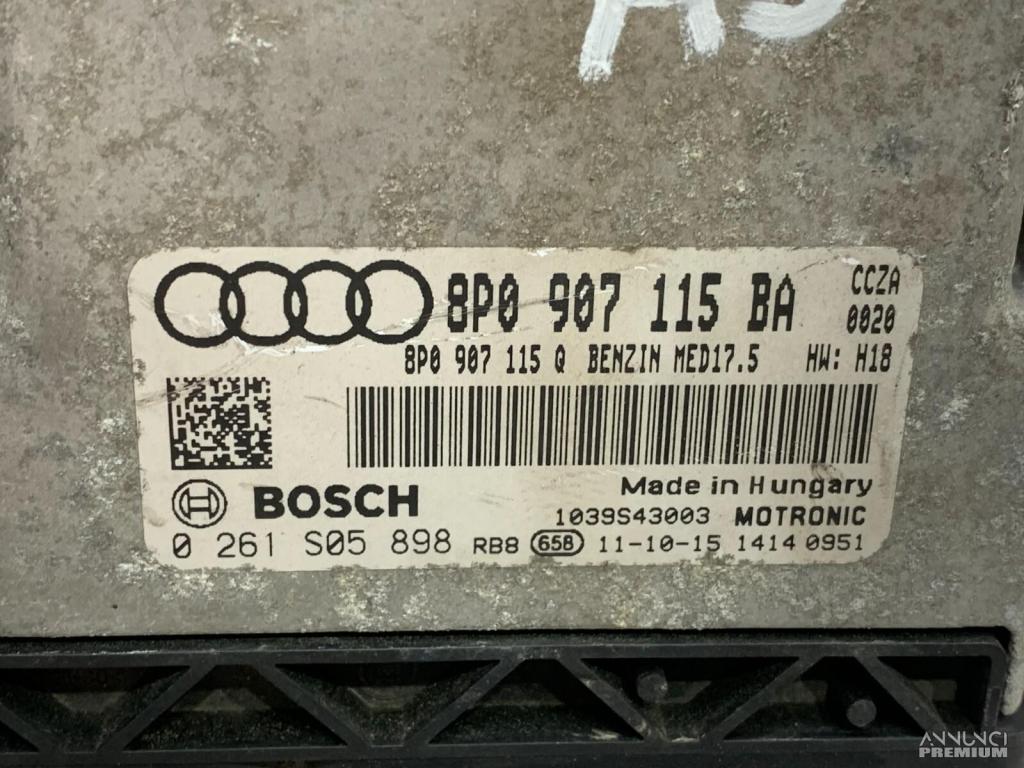 A3
8P0 907 115 BA
CCZA
0020
8P0 907 115 Q BENZIN MED17.5 HW: H18
Made in Hungary
BOSCH
1039S43003 MOTRONIC
0 261 S05 898 RB8 658 11-10-15 1414 0951
ANNUNCI
PREMIUM